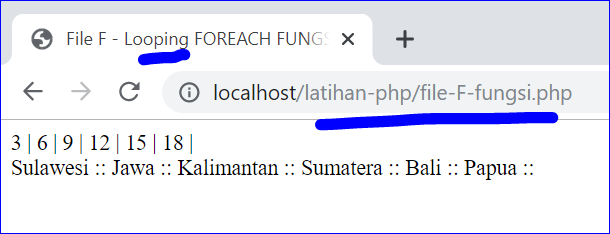 File F - Looping FOREACH FUNGS
localhost/latihan-php/file-F-fungsi.php
3 | 6 | 9 | 12 | 15 | 18 |
Sulawesi :: Jawa :: Kalimantan :: Sumatera :: Bali :: Papua ::